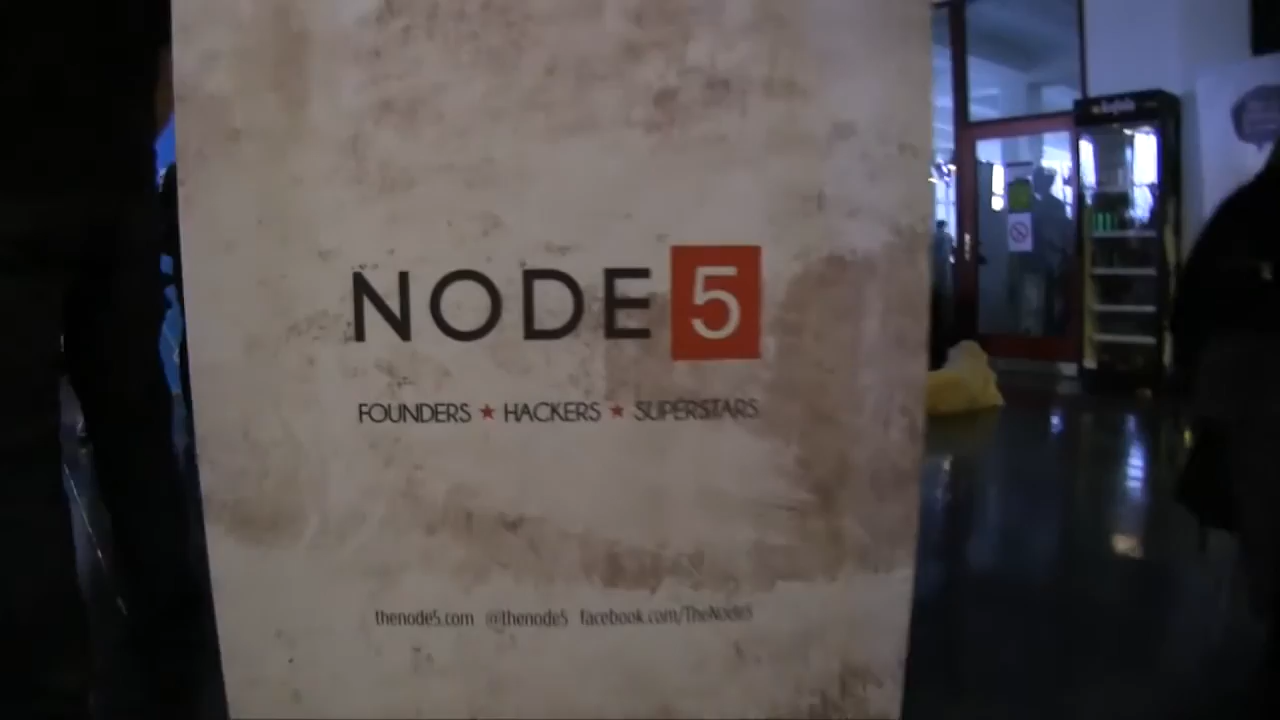 NODE 5
FOUNDERS ★ HACKERS ★ SUPERSTARS
thenode5.com @thenode5 facebook.com/TheNode5